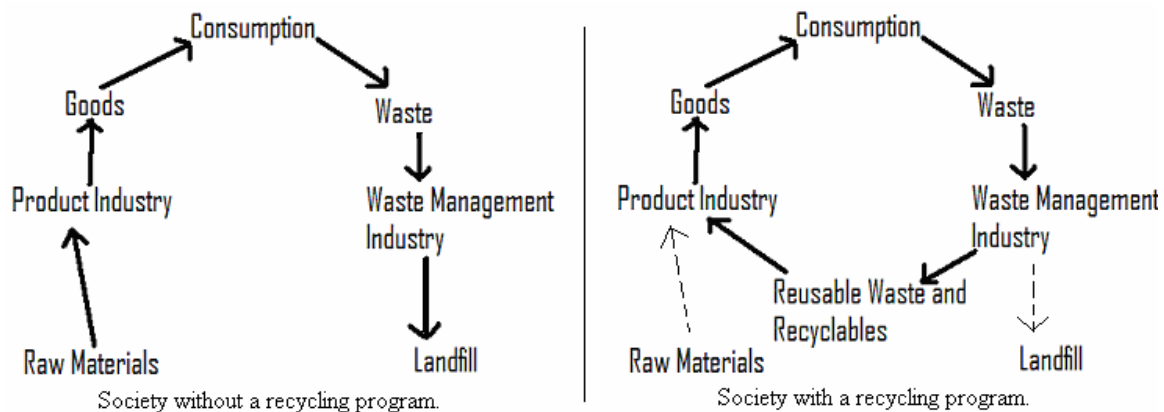 Consumption
Goods
Waste
Product Industry
Waste Management
Industry
Raw Materials
Landfill
Society without a recycling program.
Consumption
Goods
Waste
Product Industry
Waste Management
Industry
Reusable Waste and
Recyclables
Raw Materials
Landfill
Society with a recycling program.